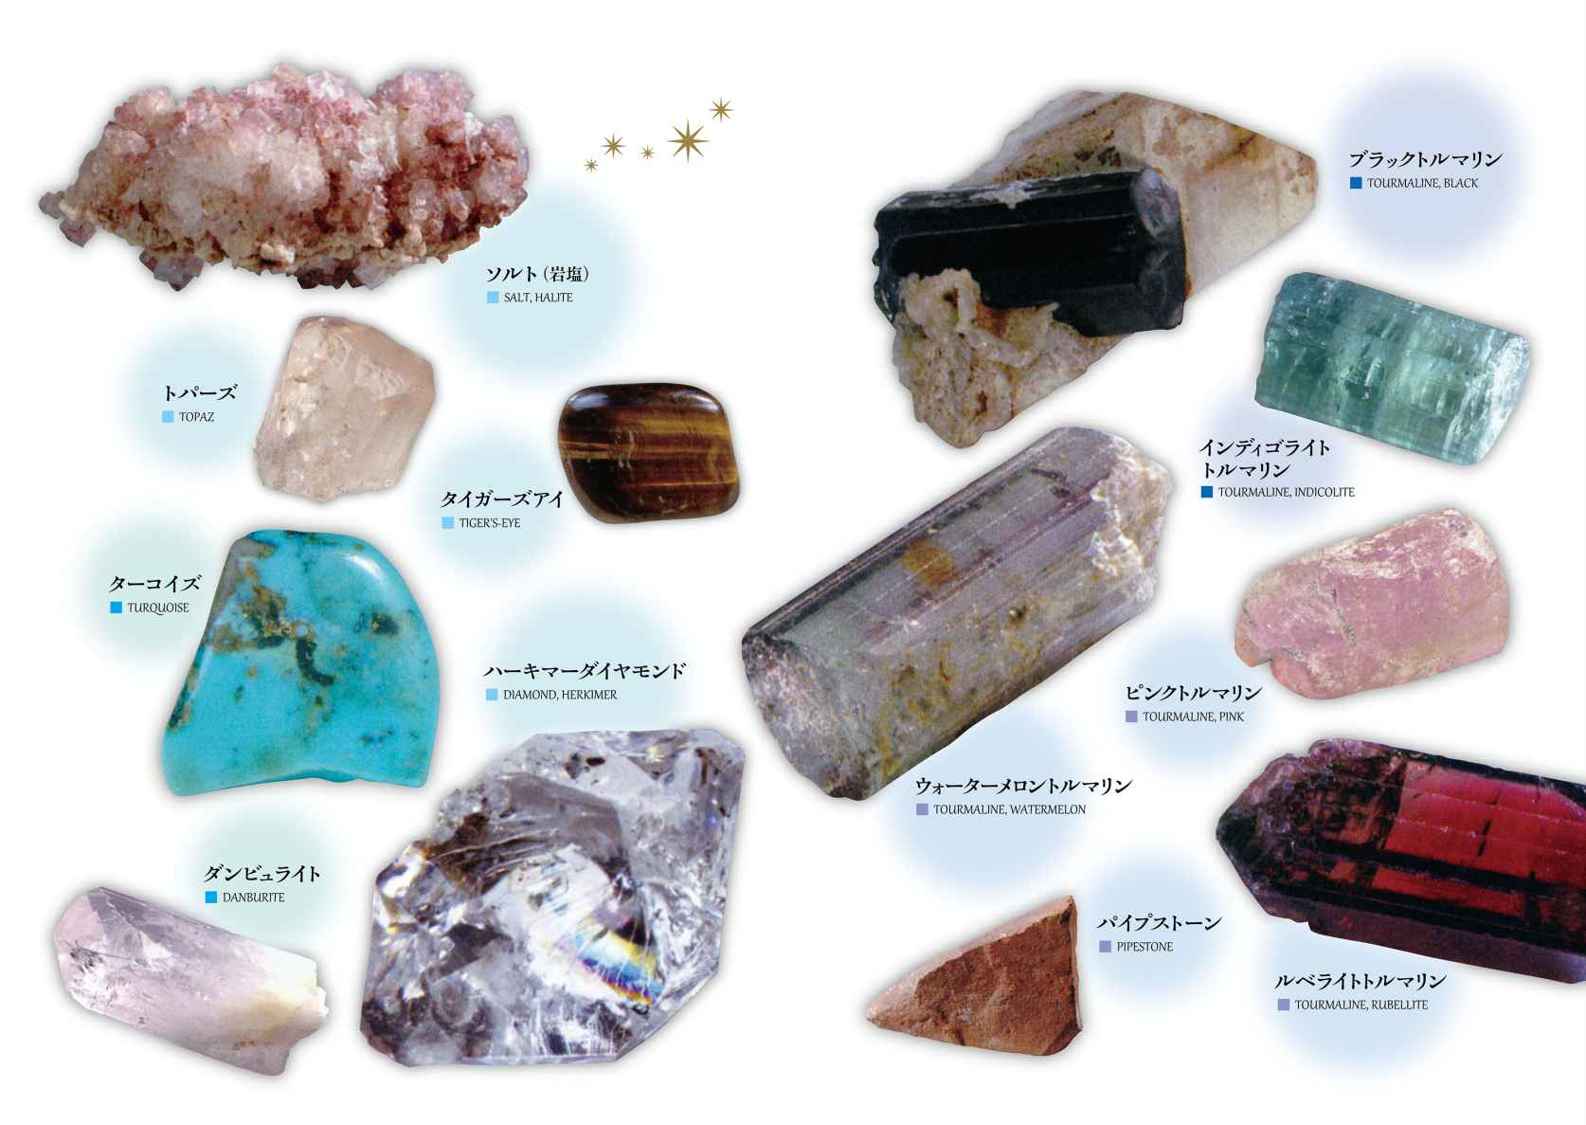 ソルト（岩塩）
SALT, HALITE
トパーズ
TOPAZ
タイガーズアイ
TIGER'S-EYE
ターコイズ
TURQUOISE
ハーキマーダイヤモンド
DIAMOND, HERKIMER
ダンビュライト
DANBURITE
ブラックトルマリン
TOURMALINE, BLACK
インディゴライト
トルマリン
TOURMALINE, INDICOLITE
ピンクトルマリン
TOURMALINE, PINK
ウォーターメロントルマリン
TOURMALINE, WATERMELON
パイプストーン
PIPESTONE
ルベライトトルマリン
TOURMALINE, RUBELLITE